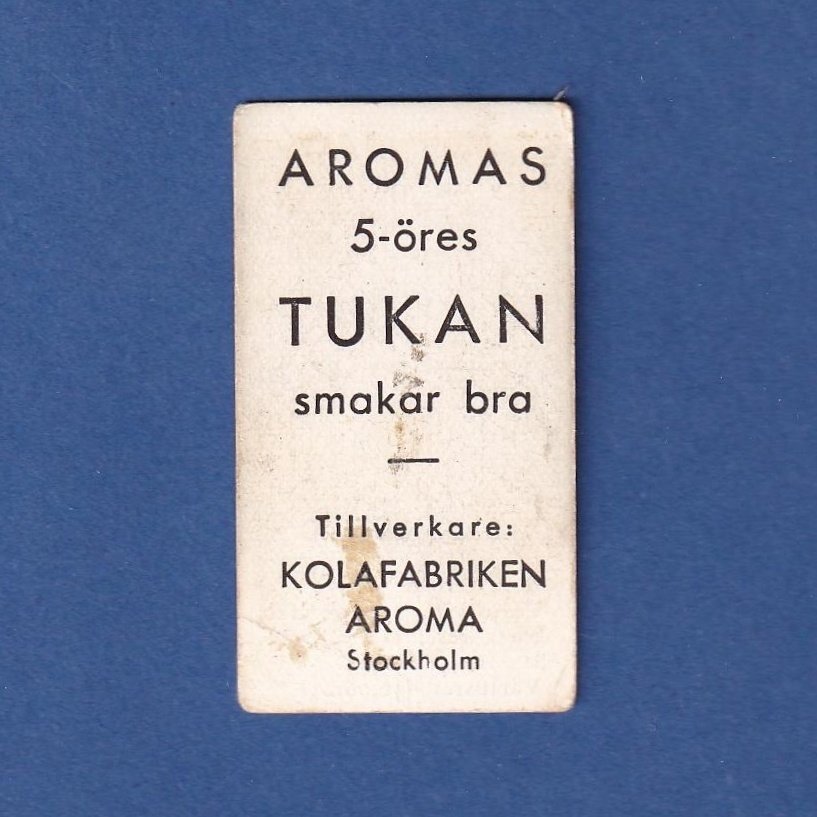 AROMAS
5-öres
TUKAN
smakar bra
Tillverkare:
KOLAFABRIKEN
AROMA
Stockholm